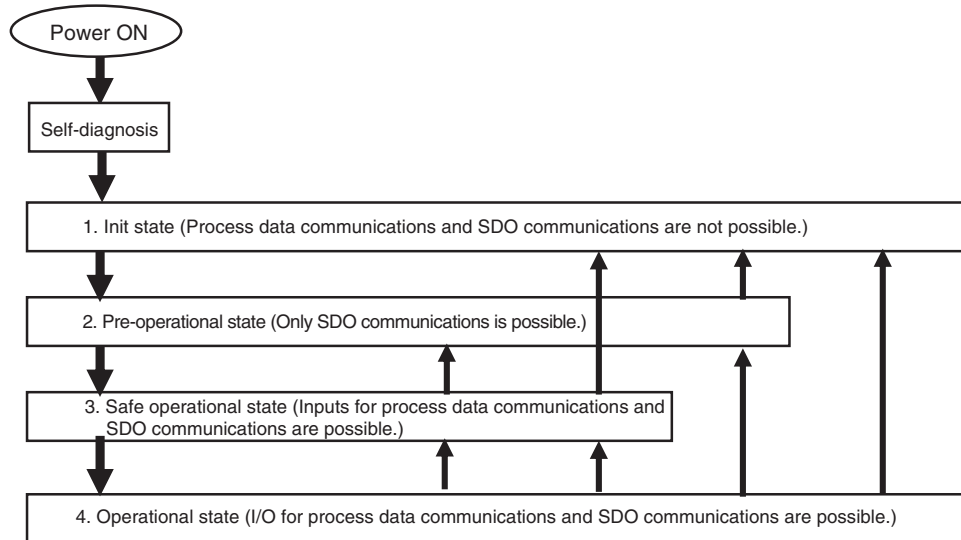 Power ON
Self-diagnosis
1. Init state (Process data communications and SDO communications are not possible.)
2. Pre-operational state (Only SDO communications is possible.)
3. Safe operational state (Inputs for process data communications and
SDO communications are possible.)
4. Operational state (I/O for process data communications and SDO communications are possible.)